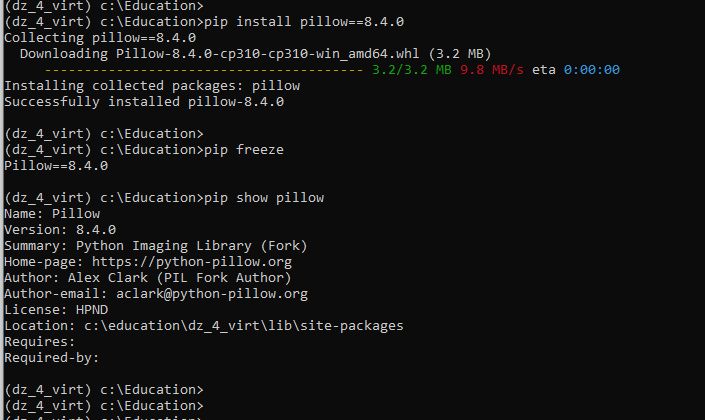 (dz_4_virt) c:\Education>
(dz_4_virt) c:\Education>pip install pillow==8.4.0
Collecting pillow==8.4.0
  Downloading Pillow-8.4.0-cp310-cp310-win_amd64.whl (3.2 MB)
     ---------------------------------------- 3.2/3.2 MB 9.8 MB/s eta 0:00:00
Installing collected packages: pillow
Successfully installed pillow-8.4.0
(dz_4_virt) c:\Education>
(dz_4_virt) c:\Education>pip freeze
Pillow==8.4.0
(dz_4_virt) c:\Education>pip show pillow
Name: Pillow
Version: 8.4.0
Summary: Python Imaging Library (Fork)
Home-page: https://python-pillow.org
Author: Alex Clark (PIL Fork Author)
Author-email: aclark@python-pillow.org
License: HPND
Location: c:\education\dz_4_virt\lib\site-packages
Requires:
Required-by:
(dz_4_virt) c:\Education>
(dz_4_virt) c:\Education>